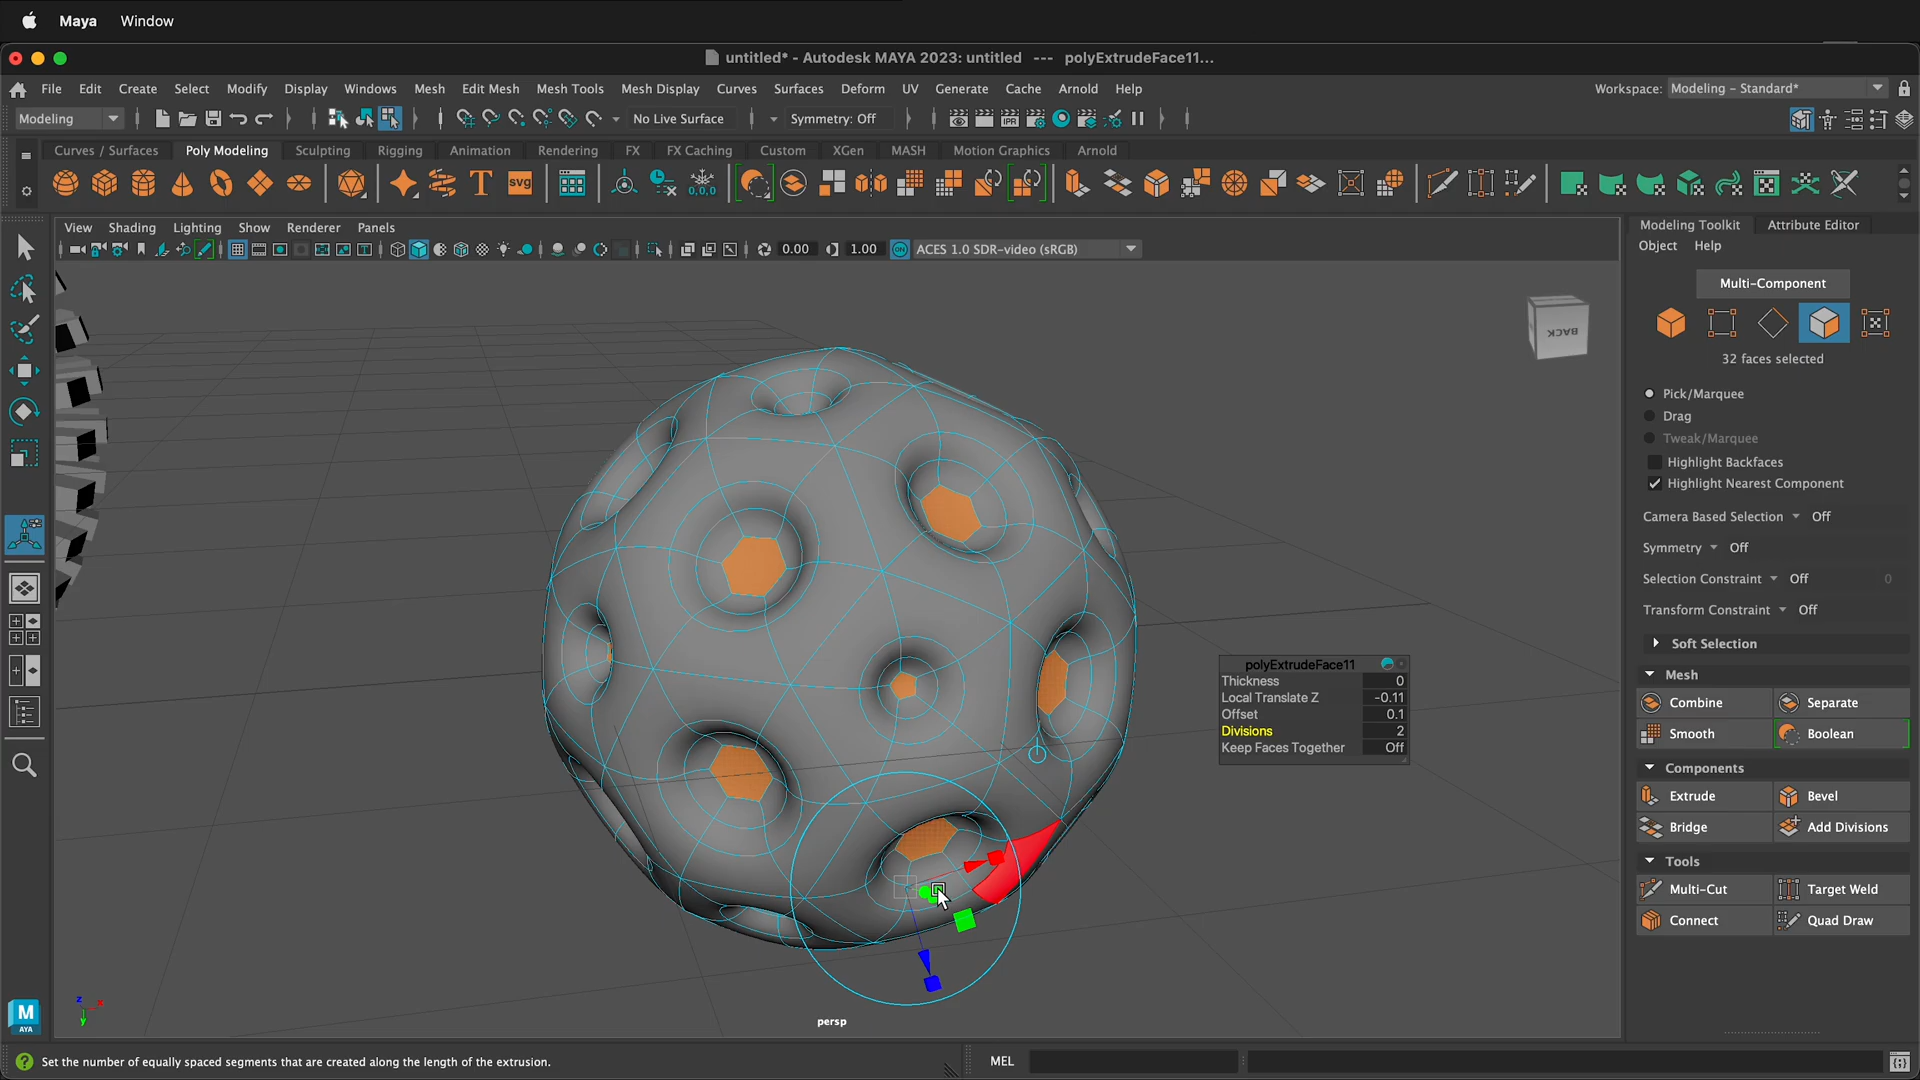 Maya Window
untitled* - Autodesk MAYA 2023: untitled --- polyExtrudeFace11...
File Edit Create Select Modify Display Windows Mesh Edit Mesh Mesh Tools Mesh Display Curves Surfaces Deform UV Generate Cache Arnold Help
Workspace: Modeling - Standard*
Modeling No Live Surface Symmetry: Off IPR
Curves / Surfaces Poly Modeling Sculpting Rigging Animation Rendering FX FX Caching Custom XGen MASH Motion Graphics Arnold
T SVG 0,0,0
View Shading Lighting Show Renderer Panels
0.00 1.00 ON ACES 1.0 SDR-video (sRGB)
BACK
polyExtrudeFace11
Thickness 0
Local Translate Z -0.11
Offset 0.1
Divisions 2
Keep Faces Together Off
z x
y
persp
M
AYA
Modeling Toolkit Attribute Editor
Object Help
Multi-Component
32 faces selected
Pick/Marquee
Drag
Tweak/Marquee
Highlight Backfaces
Highlight Nearest Component
Camera Based Selection Off
Symmetry Off
Selection Constraint Off 0
Transform Constraint Off
Soft Selection
Mesh
Combine Separate
Smooth Boolean
Components
Extrude Bevel
Bridge Add Divisions
Tools
Multi-Cut Target Weld
Connect Quad Draw
? Set the number of equally spaced segments that are created along the length of the extrusion.
MEL